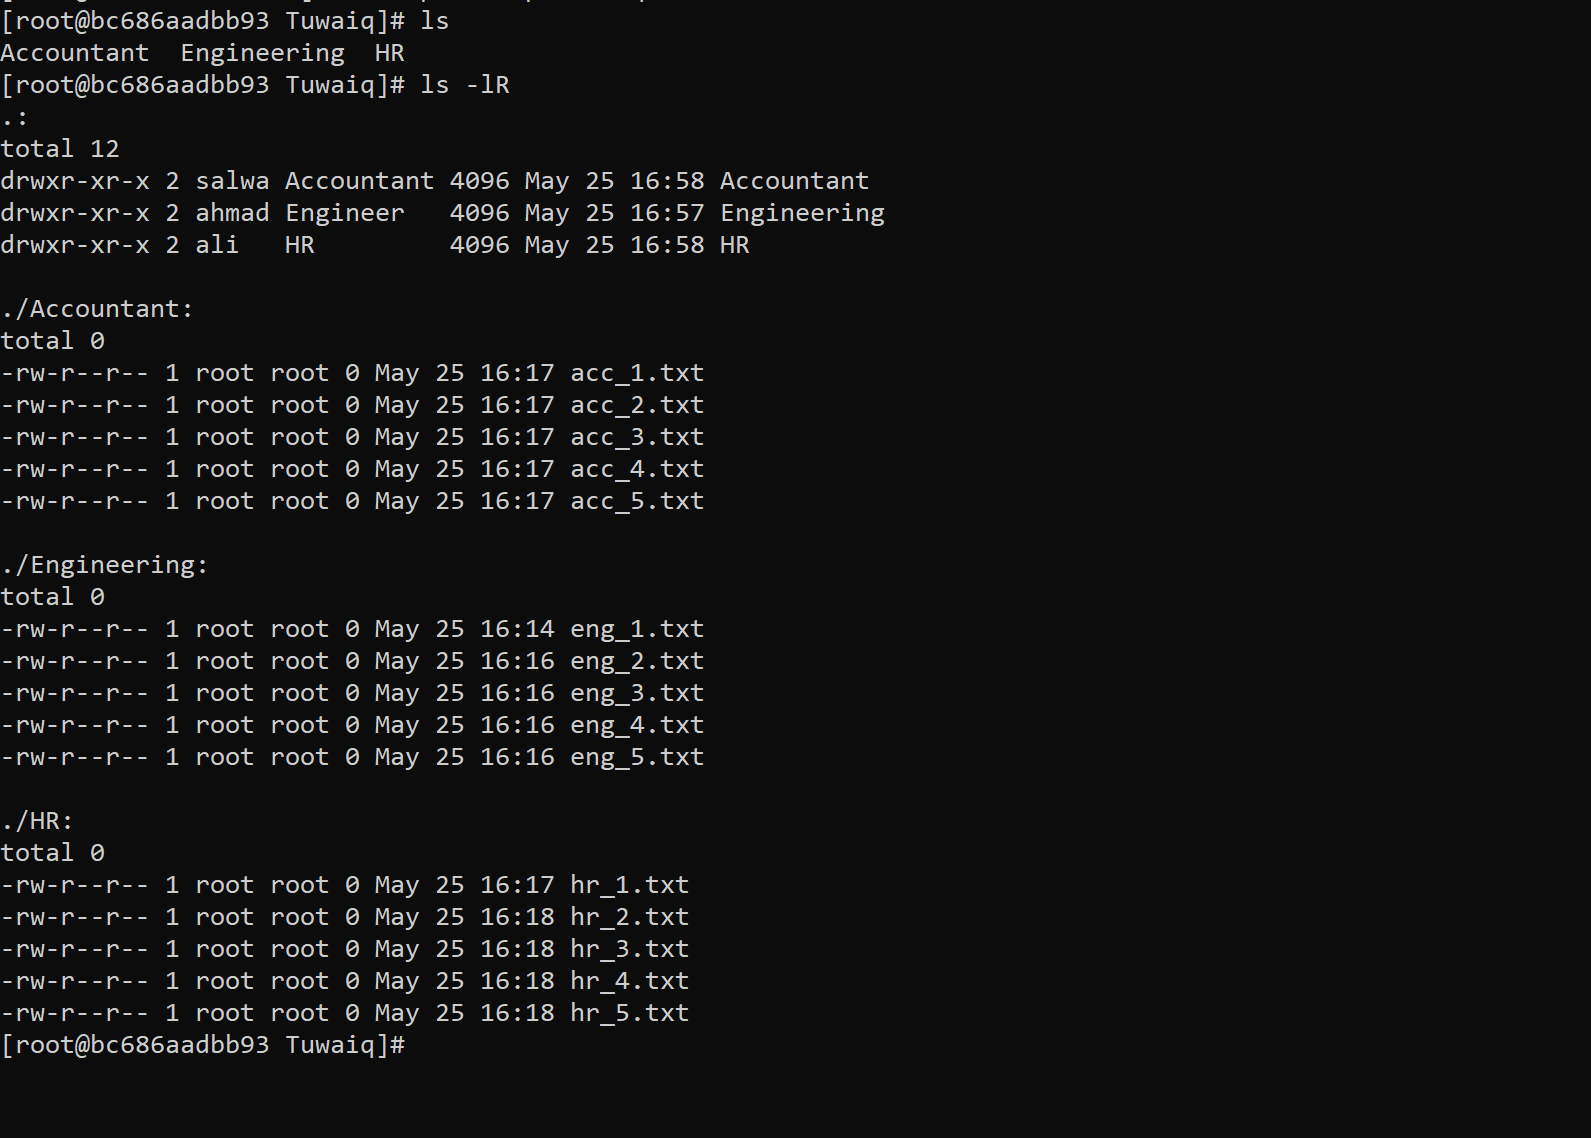 [root@bc686aadbb93 Tuwaiq]# ls
Accountant  Engineering  HR
[root@bc686aadbb93 Tuwaiq]# ls -lR
.:
total 12
drwxr-xr-x 2 salwa Accountant 4096 May 25 16:58 Accountant
drwxr-xr-x 2 ahmad Engineer   4096 May 25 16:57 Engineering
drwxr-xr-x 2 ali   HR         4096 May 25 16:58 HR

./Accountant:
total 0
-rw-r--r-- 1 root root 0 May 25 16:17 acc_1.txt
-rw-r--r-- 1 root root 0 May 25 16:17 acc_2.txt
-rw-r--r-- 1 root root 0 May 25 16:17 acc_3.txt
-rw-r--r-- 1 root root 0 May 25 16:17 acc_4.txt
-rw-r--r-- 1 root root 0 May 25 16:17 acc_5.txt

./Engineering:
total 0
-rw-r--r-- 1 root root 0 May 25 16:14 eng_1.txt
-rw-r--r-- 1 root root 0 May 25 16:16 eng_2.txt
-rw-r--r-- 1 root root 0 May 25 16:16 eng_3.txt
-rw-r--r-- 1 root root 0 May 25 16:16 eng_4.txt
-rw-r--r-- 1 root root 0 May 25 16:16 eng_5.txt

./HR:
total 0
-rw-r--r-- 1 root root 0 May 25 16:17 hr_1.txt
-rw-r--r-- 1 root root 0 May 25 16:18 hr_2.txt
-rw-r--r-- 1 root root 0 May 25 16:18 hr_3.txt
-rw-r--r-- 1 root root 0 May 25 16:18 hr_4.txt
-rw-r--r-- 1 root root 0 May 25 16:18 hr_5.txt
[root@bc686aadbb93 Tuwaiq]#